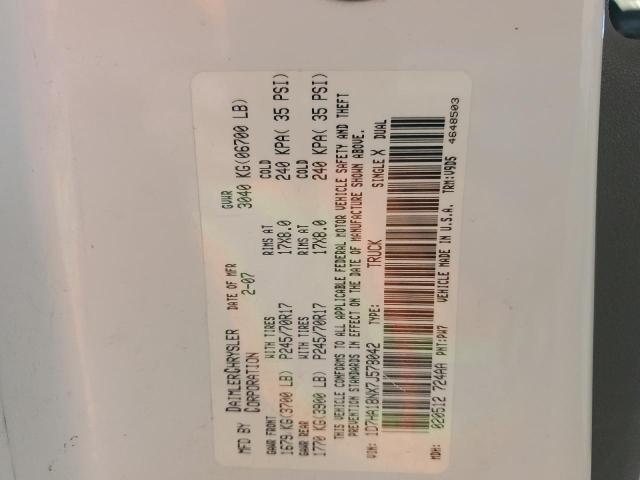 MFD BY DAIMLERCHRYSLER CORPORATION DATE OF MFR 2-07 GVWR 3040 KG(06700 LB)
GAWR FRONT WITH TIRES RIMS AT COLD
1679 KG(3700 LB) P245/70R17 17X8.0 240 KPA( 35 PSI)
GAWR REAR WITH TIRES RIMS AT COLD
1770 KG(3900 LB) P245/70R17 17X8.0 240 KPA( 35 PSI)
THIS VEHICLE CONFORMS TO ALL APPLICABLE FEDERAL MOTOR VEHICLE SAFETY AND THEFT
PREVENTION STANDARDS IN EFFECT ON THE DATE OF MANUFACTURE SHOWN ABOVE.
VIN: 1D7HA18NX7J579042 TYPE: TRUCK SINGLE X DUAL
MDH: 020512 724AA PNT:PW7 VEHICLE MADE IN U.S.A. TRM:V9D5
4648503